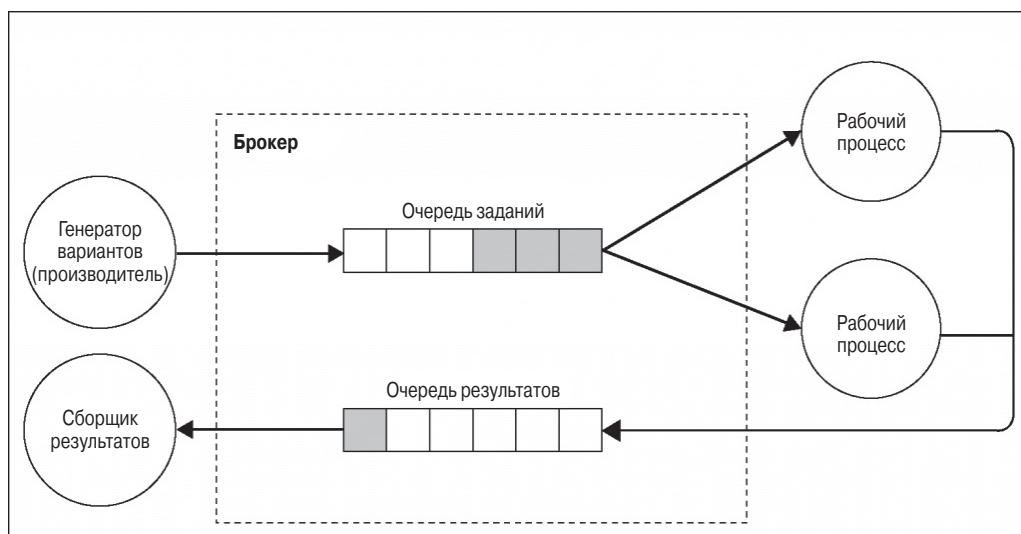 Брокер
Генератор
вариантов
(производитель)
Очередь заданий
Рабочий
процесс
Рабочий
процесс
Очередь результатов
Сборщик
результатов